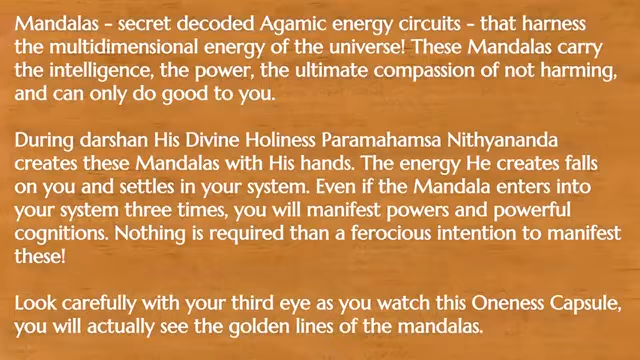 Mandalas - secret decoded Agamic energy circuits - that harness
the multidimensional energy of the universe! These Mandalas carry
the intelligence, the power, the ultimate compassion of not harming,
and can only do good to you.
During darshan His Divine Holiness Paramahamsa Nithyananda
creates these Mandalas with His hands. The energy He creates falls
on you and settles in your system. Even if the Mandala enters into
your system three times, you will manifest powers and powerful
cognitions. Nothing is required than a ferocious intention to manifest
these!
Look carefully with your third eye as you watch this Oneness Capsule,
you will actually see the golden lines of the mandalas.